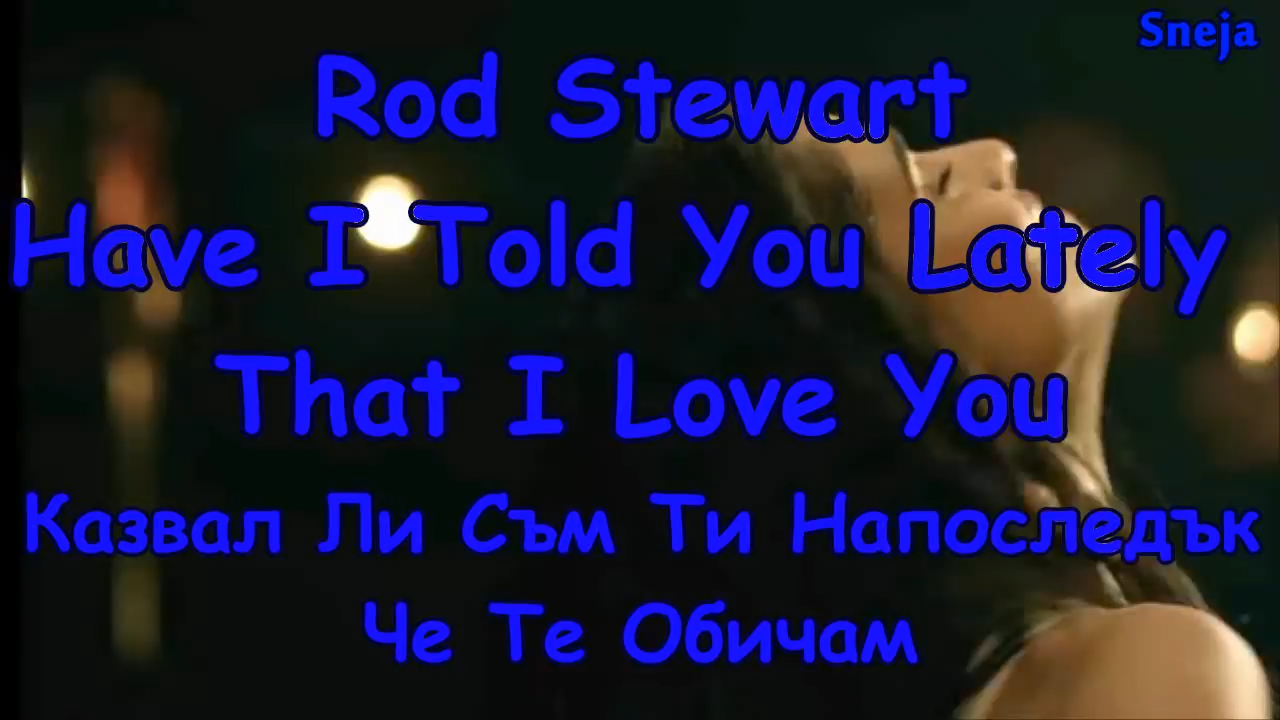 Sneja
Rod Stewart
Have I Told You Lately
That I Love You
Казвал Ли Съм Ти Напоследък
Че Те Обичам